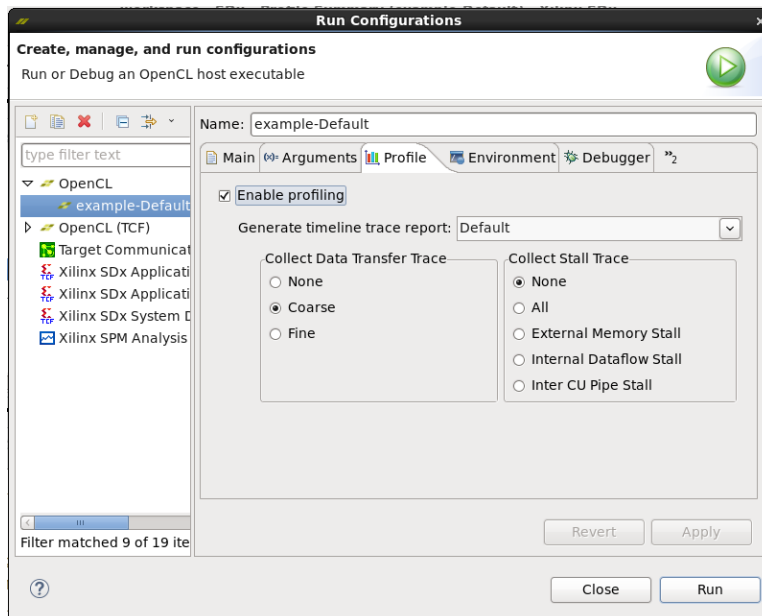 Run Configurations
Create, manage, and run configurations
Run or Debug an OpenCL host executable
Name: example-Default
type filter text
Main (x)= Arguments Profile Environment Debugger »2
OpenCL
example-Default
OpenCL (TCF)
Target Communicat
Xilinx SDx Applicati
Xilinx SDx Applicati
Xilinx SDx System D
Xilinx SPM Analysis
Filter matched 9 of 19 ite
Enable profiling
Generate timeline trace report: Default
Collect Data Transfer Trace
None
Coarse
Fine
Collect Stall Trace
None
All
External Memory Stall
Internal Dataflow Stall
Inter CU Pipe Stall
Revert Apply
? Close Run